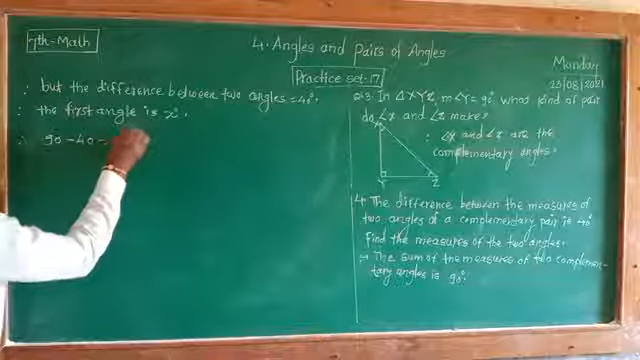 7th-Math
4. Angles and Pairs of Angles
Practice set-17
Monday
23/08/2021
∴ but the difference between two angles = 40°.
∴ the first angle is x°.
∴ 90 - 40 =
Q.3. In ΔXYZ, m∠Y = 90° What kind of pair
do ∠X and ∠Z make?
X
Y
Z
∴ ∠X and ∠Z are the
complementary angles.
4. The difference between the measures of
two angles of a complementary pair is 40°
Find the measures of the two angles.
→ The sum of the measures of two complemen-
tary angles is 90°.